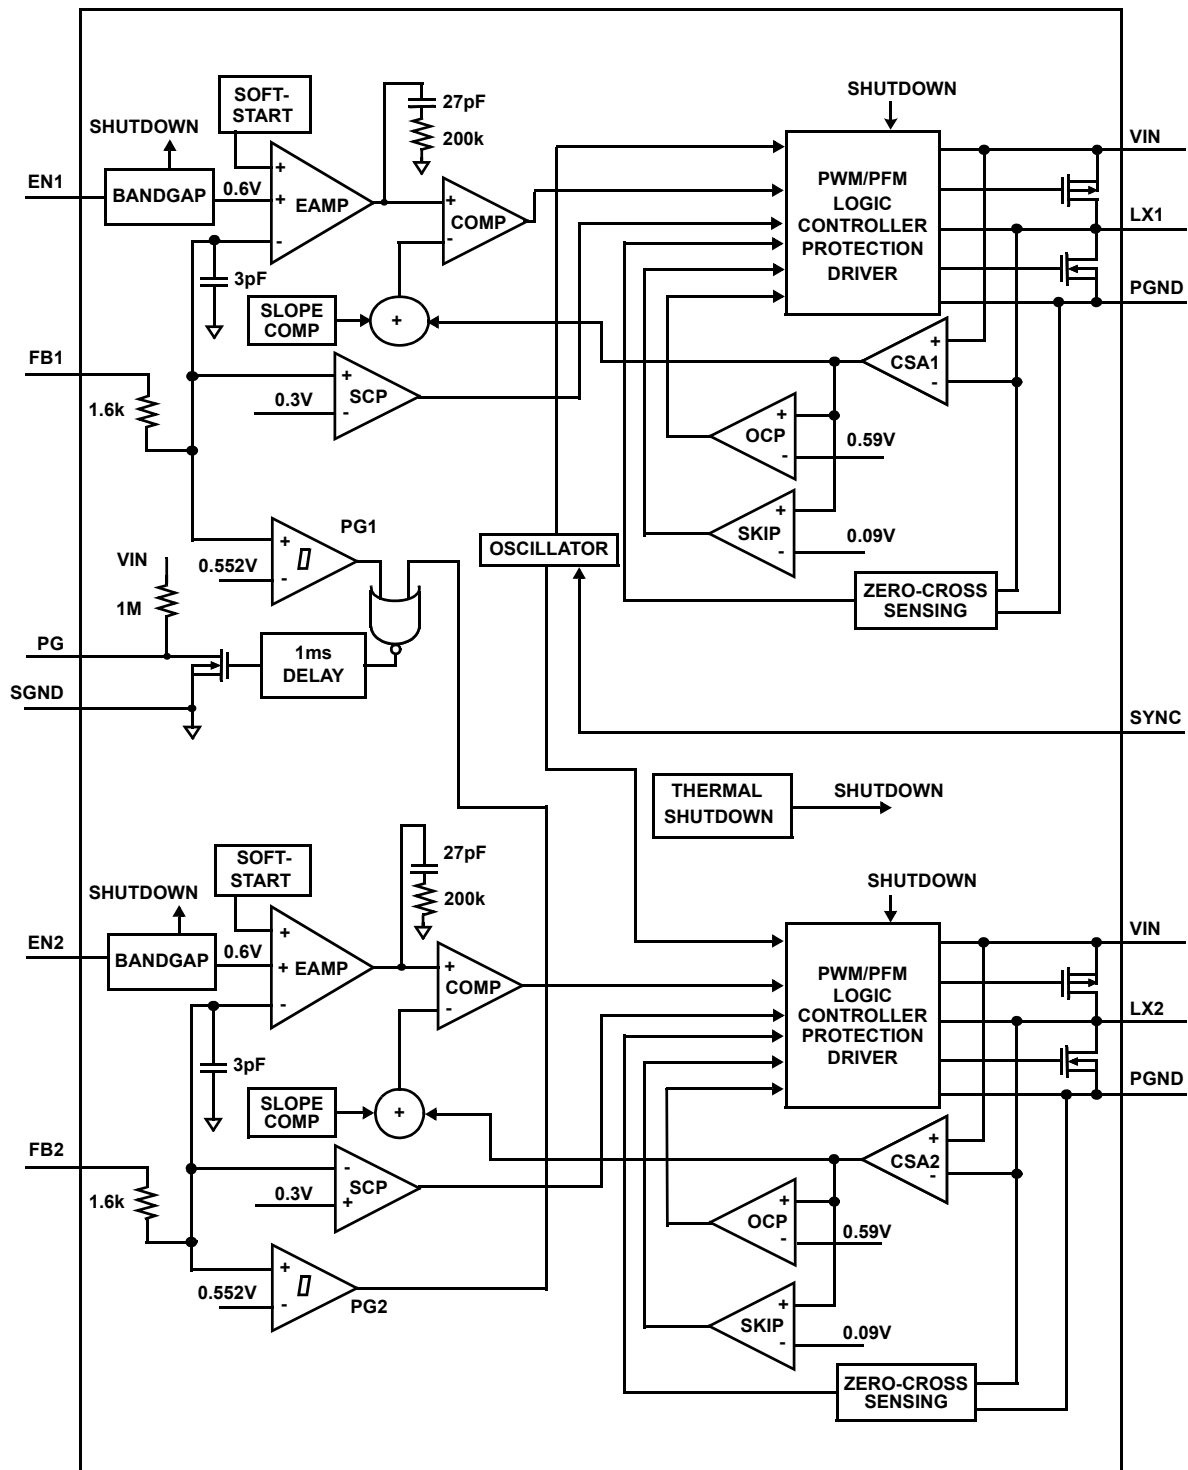 SHUTDOWN
SOFT-
START
27pF
200k
SHUTDOWN
VIN
EN1
BANDGAP
0.6V
+
+
-
EAMP
+
-
COMP
PWM/PFM
LOGIC
CONTROLLER
PROTECTION
DRIVER
LX1
3pF
PGND
SLOPE
COMP
+
+
-
CSA1
FB1
1.6k
+
-
SCP
0.3V
+
-
OCP
0.59V
PG1
+
-
SKIP
0.09V
VIN
+
-
0.552V
OSCILLATOR
1M
ZERO-CROSS
SENSING
PG
1ms
DELAY
SGND
SYNC
THERMAL
SHUTDOWN
SHUTDOWN
SOFT-
START
27pF
200k
SHUTDOWN
SHUTDOWN
VIN
EN2
BANDGAP
0.6V
+
+
-
EAMP
+
-
COMP
PWM/PFM
LOGIC
CONTROLLER
PROTECTION
DRIVER
LX2
3pF
PGND
SLOPE
COMP
+
+
-
CSA2
FB2
1.6k
-
+
SCP
0.3V
+
-
OCP
0.59V
+
-
0.552V
PG2
+
-
SKIP
0.09V
ZERO-CROSS
SENSING